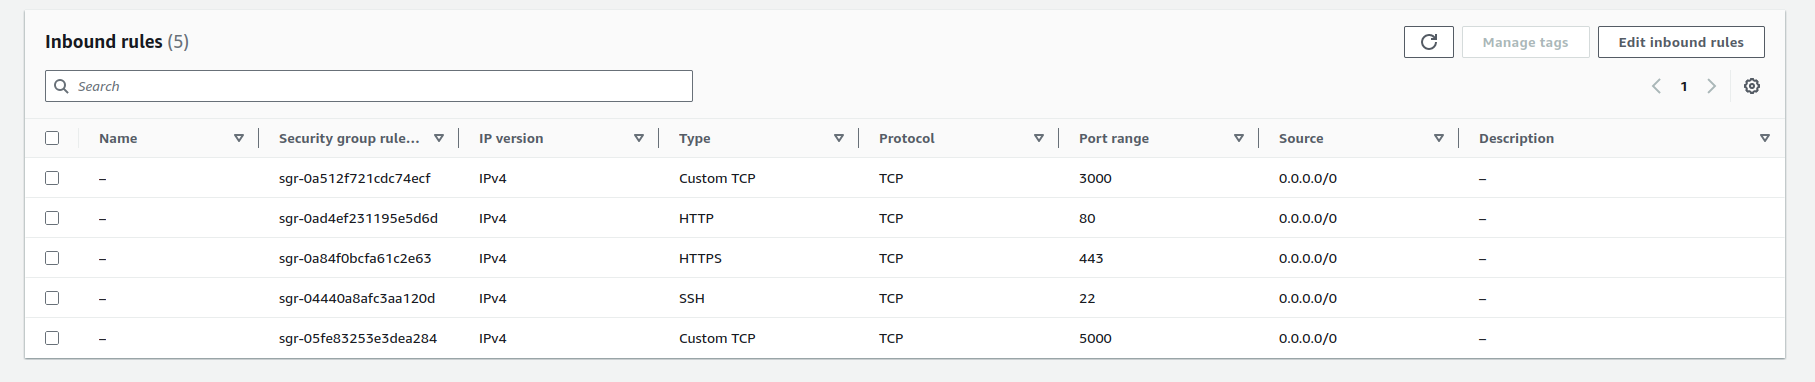 Inbound rules (5)
Manage tags
Edit inbound rules
Search
1
Name Security group rule... IP version Type Protocol Port range Source Description
– sgr-0a512f721cdc74ecf IPv4 Custom TCP TCP 3000 0.0.0.0/0 –
– sgr-0ad4ef231195e5d6d IPv4 HTTP TCP 80 0.0.0.0/0 –
– sgr-0a84f0bcfa61c2e63 IPv4 HTTPS TCP 443 0.0.0.0/0 –
– sgr-04440a8afc3aa120d IPv4 SSH TCP 22 0.0.0.0/0 –
– sgr-05fe83253e3dea284 IPv4 Custom TCP TCP 5000 0.0.0.0/0 –